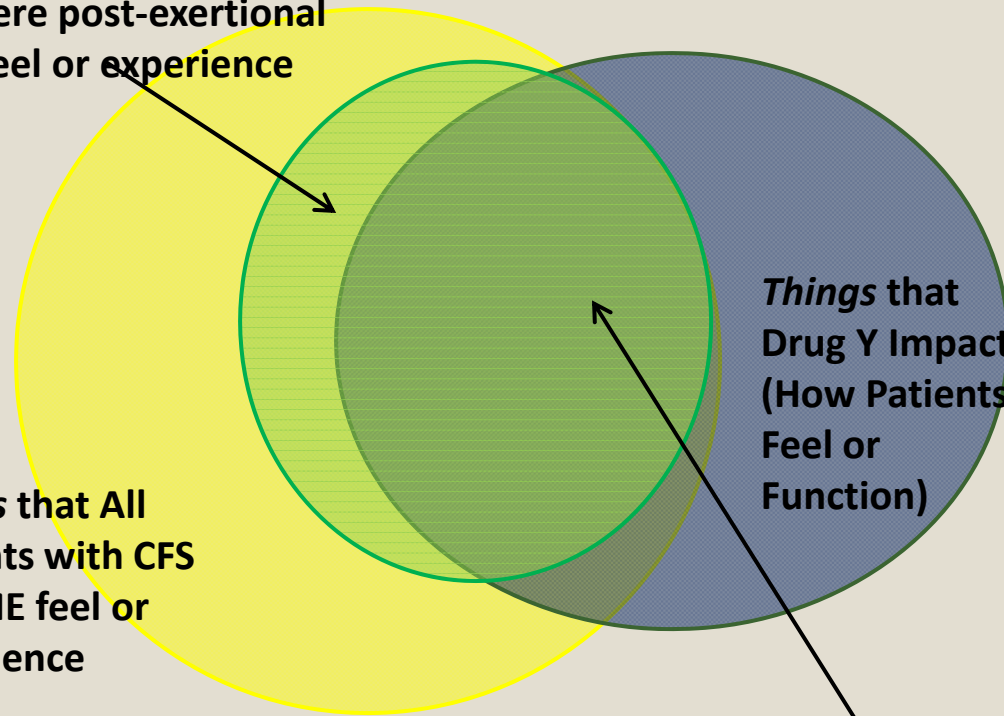 ere post-exertional
eel or experience
Things that
Drug Y Impact
(How Patients
Feel or
Function)
s that All
nts with CFS
IE feel or
ence